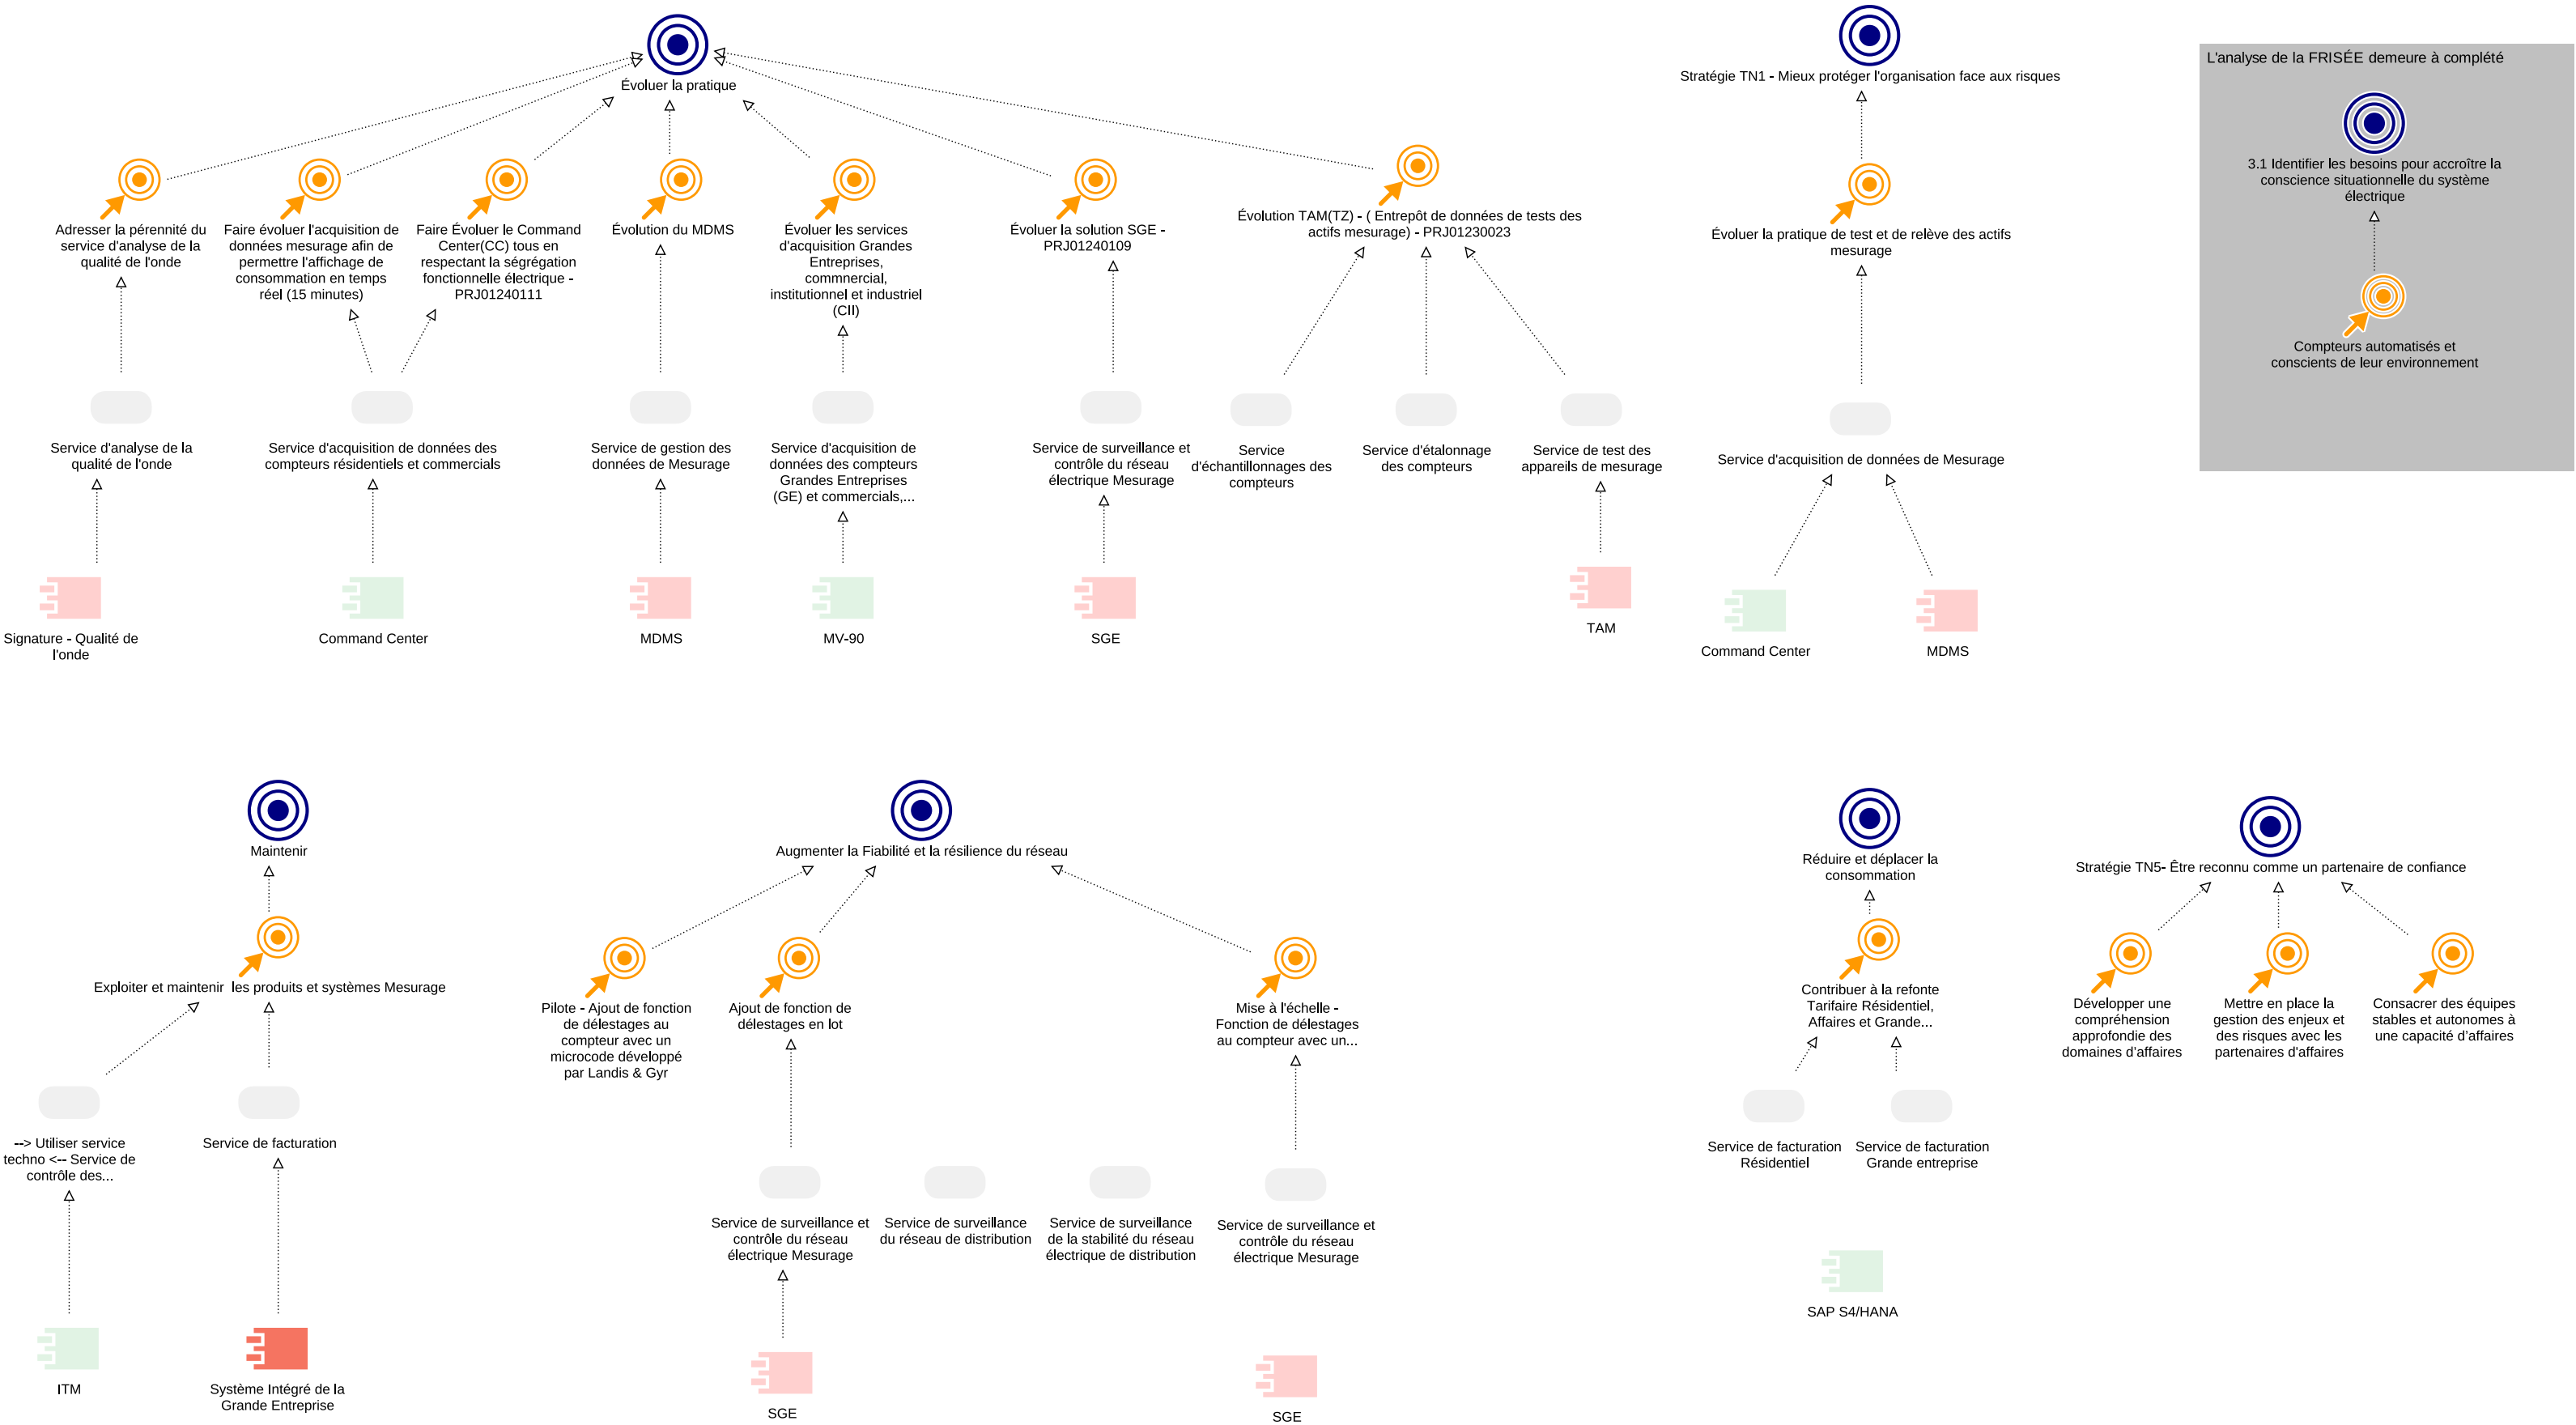 Évoluer la pratique
Stratégie TN1 - Mieux protéger l'organisation face aux risques
L'analyse de la FRISÉE demeure à complété
3.1 Identifier les besoins pour accroître la
conscience situationnelle du système
électrique
Compteurs automatisés et
conscients de leur environnement
Adresser la pérennité du
service d'analyse de la
qualité de l'onde
Faire évoluer l'acquisition de
données mesurage afin de
permettre l'affichage de
consommation en temps
réel (15 minutes)
Faire Évoluer le Command
Center(CC) tous en
respectant la ségrégation
fonctionnelle électrique -
PRJ01240111
Évolution du MDMS
Évoluer les services
d'acquisition Grandes
Entreprises,
commnercial,
institutionnel et industriel
(CII)
Évoluer la solution SGE -
PRJ01240109
Évolution TAM(TZ) - ( Entrepôt de données de tests des
actifs mesurage) - PRJ01230023
Évoluer la pratique de test et de relève des actifs
mesurage
Service d'analyse de la
qualité de l'onde
Service d'acquisition de données des
compteurs résidentiels et commercials
Service de gestion des
données de Mesurage
Service d'acquisition de
données des compteurs
Grandes Entreprises
(GE) et commercials,...
Service de surveillance et
contrôle du réseau
électrique Mesurage
Service
d'échantillonnages des
compteurs
Service d'étalonnage
des compteurs
Service de test des
appareils de mesurage
Service d'acquisition de données de Mesurage
Signature - Qualité de
l'onde
Command Center
MDMS
MV-90
SGE
TAM
Command Center
MDMS
Maintenir
Augmenter la Fiabilité et la résilience du réseau
Réduire et déplacer la
consommation
Stratégie TN5- Être reconnu comme un partenaire de confiance
Exploiter et maintenir  les produits et systèmes Mesurage
Pilote - Ajout de fonction
de délestages au
compteur avec un
microcode développé
par Landis & Gyr
Ajout de fonction de
délestages en lot
Mise à l'échelle -
Fonction de délestages
au compteur avec un...
Contribuer à la refonte
Tarifaire Résidentiel,
Affaires et Grande...
Développer une
compréhension
approfondie des
domaines d'affaires
Mettre en place la
gestion des enjeux et
des risques avec les
partenaires d'affaires
Consacrer des équipes
stables et autonomes à
une capacité d'affaires
--> Utiliser service
techno <-- Service de
contrôle des...
Service de facturation
Service de surveillance et
contrôle du réseau
électrique Mesurage
Service de surveillance
du réseau de distribution
Service de surveillance
de la stabilité du réseau
électrique de distribution
Service de surveillance et
contrôle du réseau
électrique Mesurage
Service de facturation
Résidentiel
Service de facturation
Grande entreprise
SAP S4/HANA
ITM
Système Intégré de la
Grande Entreprise
SGE
SGE